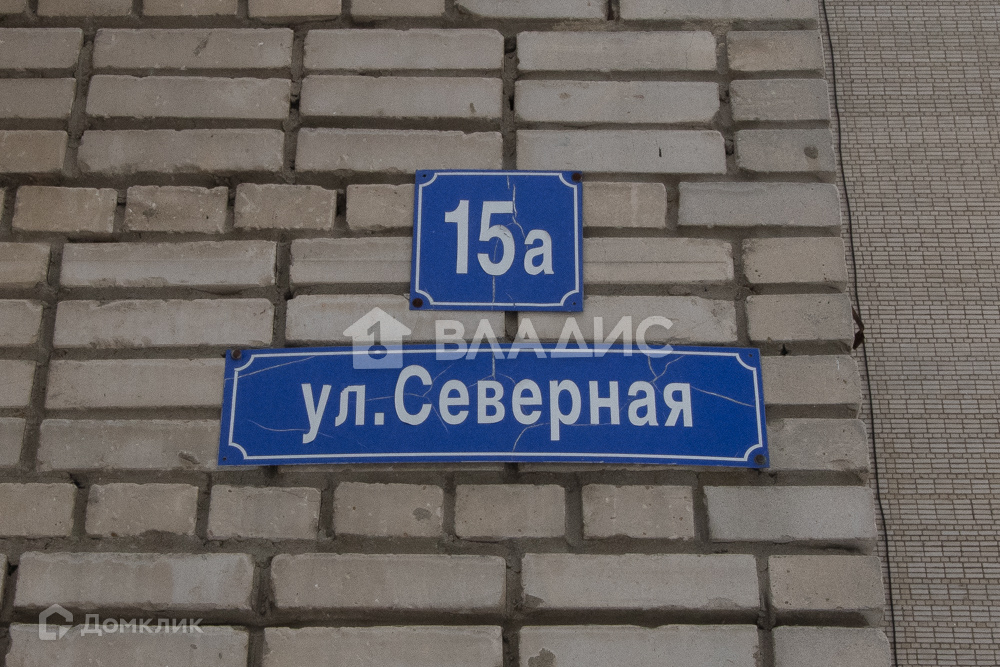 15а
ВЛАДИС
ул.Северная
Домклик